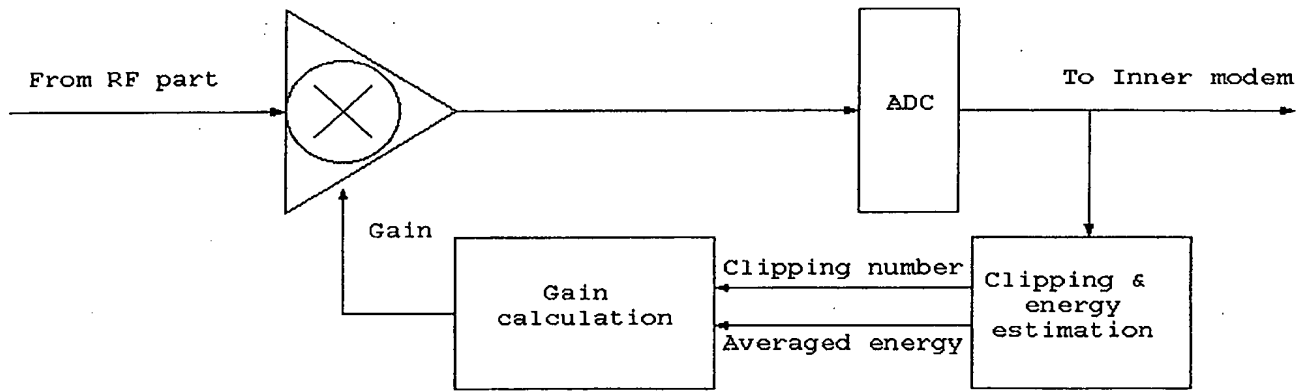 From RF part
ADC
To Inner modem
Gain
Gain
calculation
Clipping number
Averaged energy
Clipping &
energy
estimation